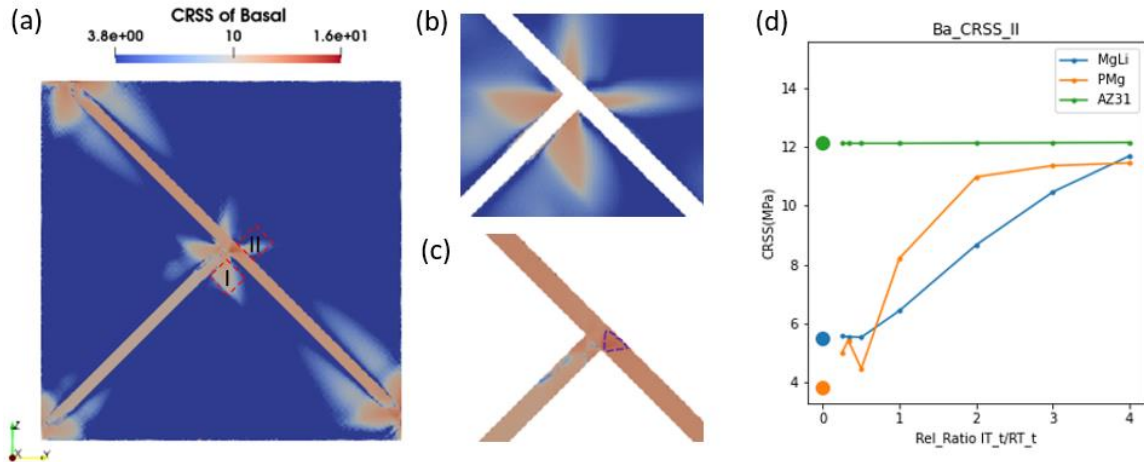 (a)
CRSS of Basal
3.8e+00 10 1.6e+01
II
I
Z
X Y
(b)
(c)
(d)
Ba_CRSS_II
MgLi
PMg
AZ31
CRSS(MPa)
14
12
10
8
6
4
0 1 2 3 4
Rel_Ratio IT_t/RT_t